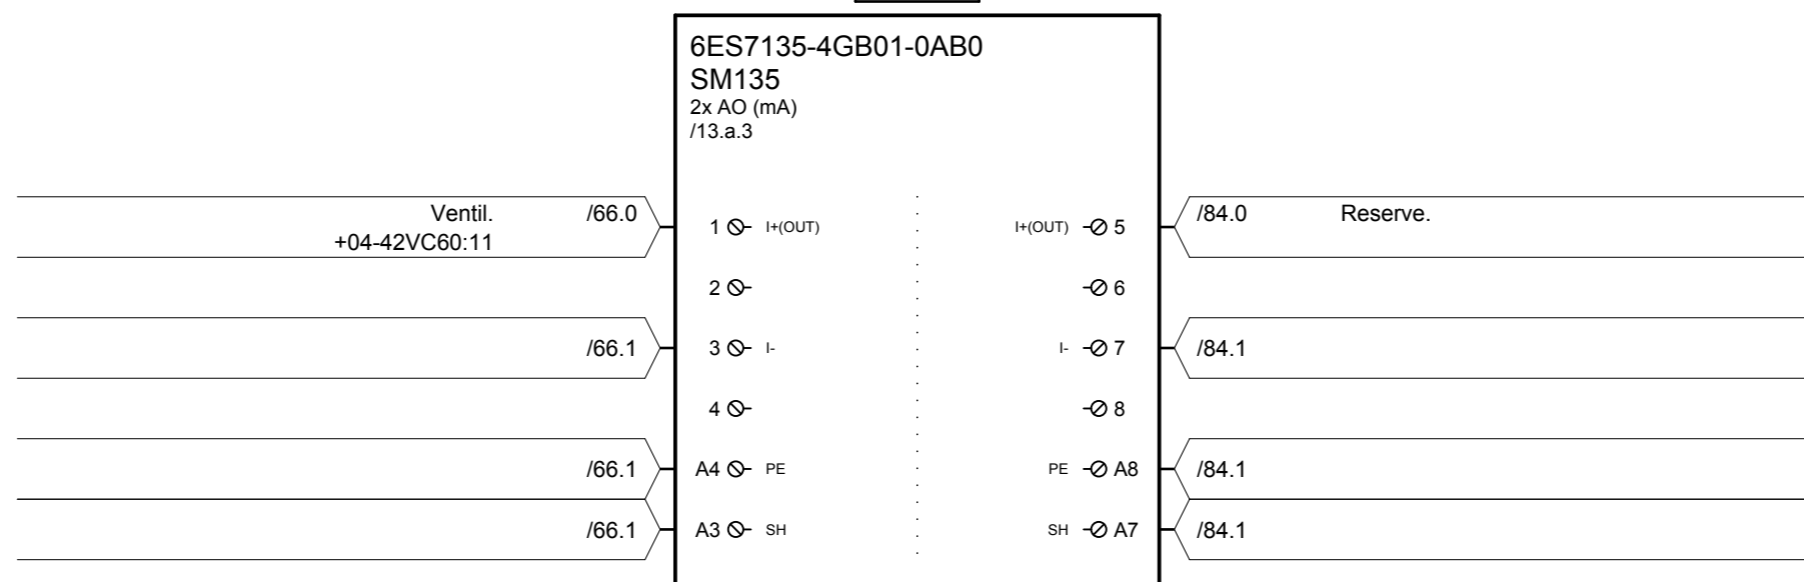 6ES7135-4GB01-0AB0
SM135
2x AO (mA)
/13.a.3
Ventil. /66.0 1 I+(OUT) I+(OUT) 5 /84.0 Reserve.
+04-42VC60:11
2 6
/66.1 3 I- I- 7 /84.1
4 8
/66.1 A4 PE PE A8 /84.1
/66.1 A3 SH SH A7 /84.1